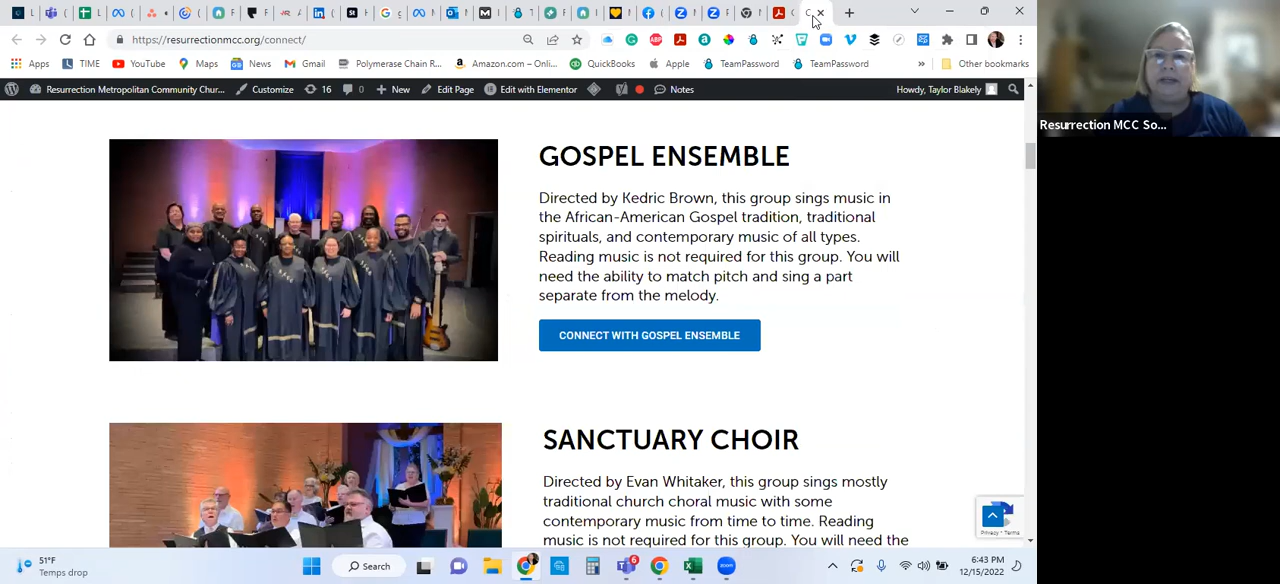 https://resurrectionmcc.org/connect/
Apps TIME YouTube Maps News Gmail Polymerase Chain R... Amazon.com – Onli... QuickBooks Apple TeamPassword TeamPassword » Other bookmarks
Resurrection Metropolitan Community Chur... Customize 16 0 New Edit Page Edit with Elementor Notes Howdy, Taylor Blakely
Resurrection MCC So...
GOSPEL ENSEMBLE
Directed by Kedric Brown, this group sings music in
the African-American Gospel tradition, traditional
spirituals, and contemporary music of all types.
Reading music is not required for this group. You will
need the ability to match pitch and sing a part
separate from the melody.
CONNECT WITH GOSPEL ENSEMBLE
SANCTUARY CHOIR
Directed by Evan Whitaker, this group sings mostly
traditional church choral music with some
contemporary music from time to time. Reading
music is not required for this group. You will need the
Privacy • Terms
51°F
Temps drop
Search
6
zoom
6:43 PM
12/15/2022